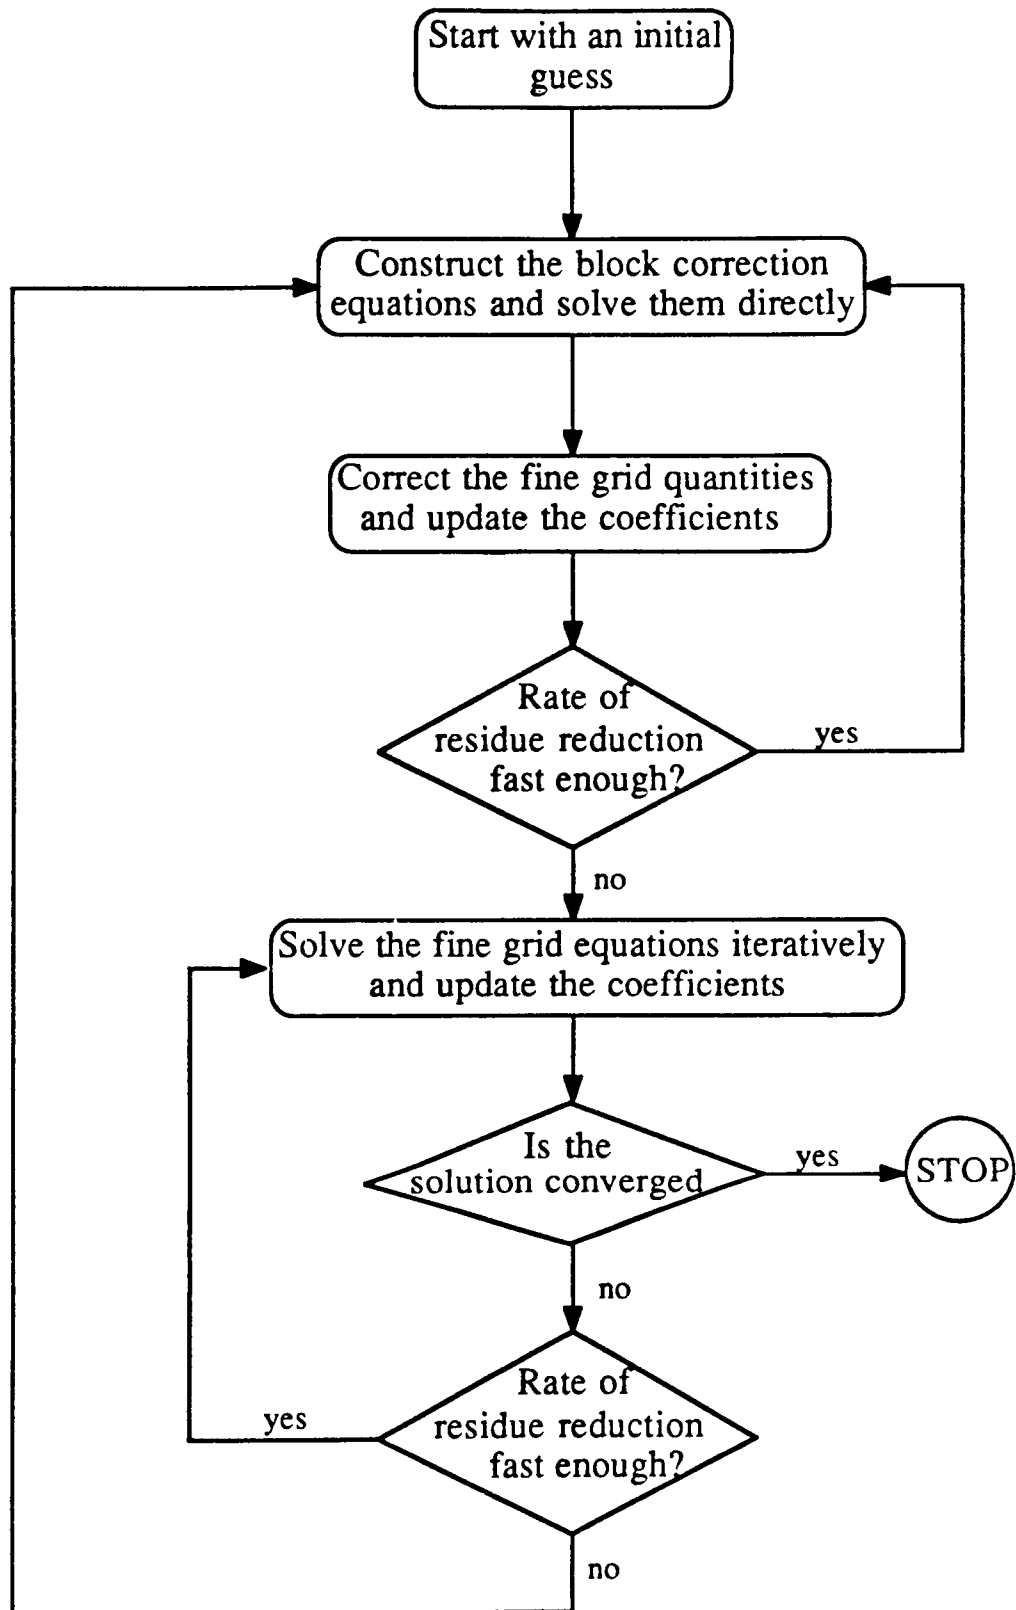 Start with an initial
guess
Construct the block correction
equations and solve them directly
Correct the fine grid quantities
and update the coefficients
Rate of
residue reduction
fast enough?
yes
no
Solve the fine grid equations iteratively
and update the coefficients
Is the
solution converged
yes
STOP
no
Rate of
residue reduction
fast enough?
yes
no